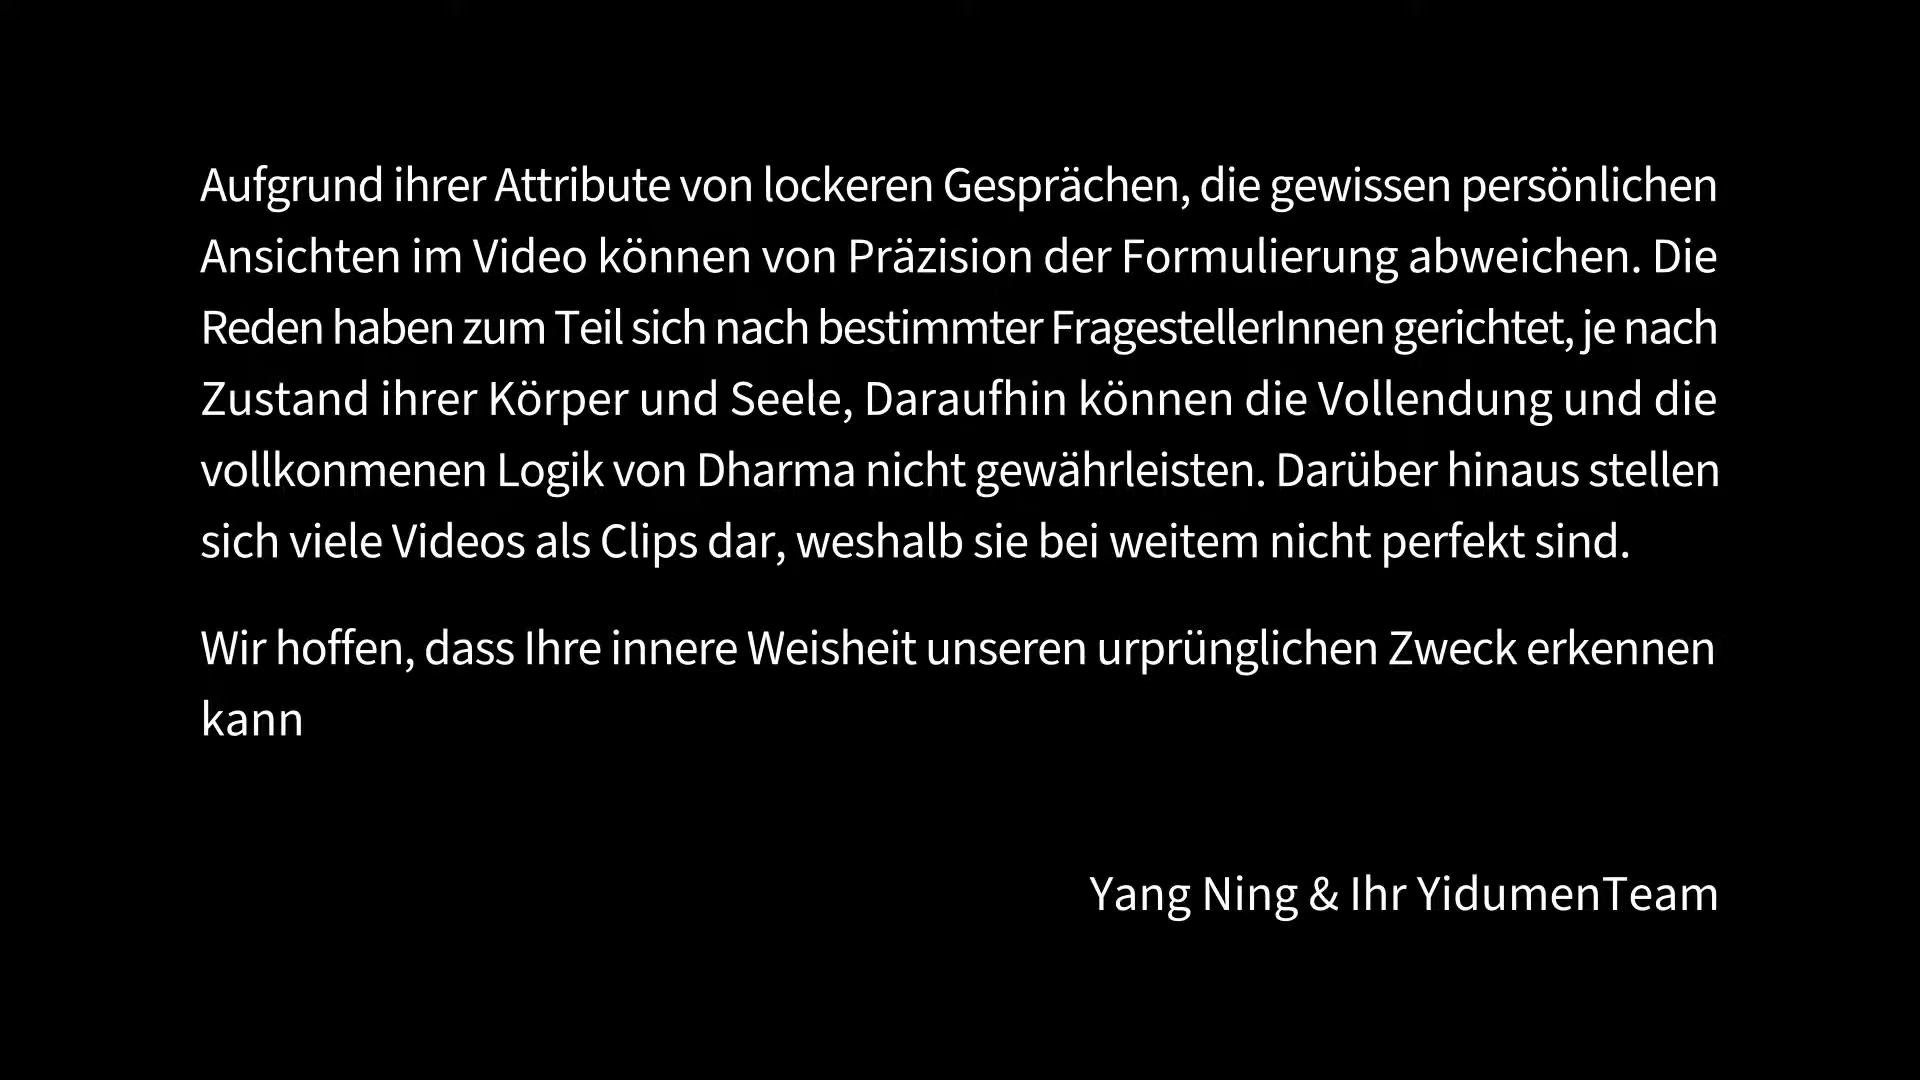 Aufgrund ihrer Attribute von lockeren Gesprächen, die gewissen persönlichen
Ansichten im Video können von Präzision der Formulierung abweichen. Die
Reden haben zum Teil sich nach bestimmter FragestellerInnen gerichtet, je nach
Zustand ihrer Körper und Seele, Daraufhin können die Vollendung und die
vollkonmenen Logik von Dharma nicht gewährleisten. Darüber hinaus stellen
sich viele Videos als Clips dar, weshalb sie bei weitem nicht perfekt sind.
Wir hoffen, dass Ihre innere Weisheit unseren urprünglichen Zweck erkennen
kann
Yang Ning & Ihr YidumenTeam